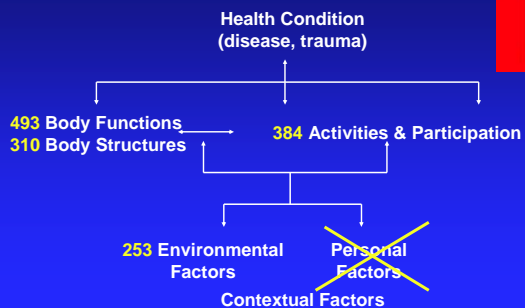 Health Condition
(disease, trauma)
493 Body Functions
310 Body Structures
384 Activities & Participation
253 Environmental
Factors
Personal
Factors
Contextual Factors